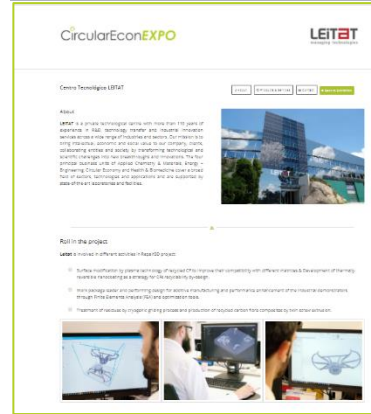 CircularEconEXPO
LEITAT
managing technologies
Centro Tecnológico LEITAT
About
LEITAT is a private technological centre with more than 110 years of
experience in R&D, technology transfer and industrial innovation
services across a wide range of industries and sectors. Our mission is to
bring intellectual, economic and social value to our company, clients,
collaborating entities and society by transforming technological and
scientific challenges into new breakthroughs and innovations. The four
principal business units of Applied Chemistry & Materials, Energy –
Engineering, Circular Economy and Health & Biomedicine cover a broad
field of sectors, technologies and applications and are supported by
state-of-the art laboratories and facilities.
Roll in the project
Leitat is involved in different activities in Repair3D project:
Surface modification by plasma technology of recycled CF to improve their compatibility with different matrices & Development of thermally
reversible crosslinking as a strategy for CFs recyclability-by-design.
Work package leader and performing design for additive manufacturing and performance enhancement of the industrial demonstrators
through Finite Elements Analysis (FEA) and optimization tools.
Treatment of residues by cryogenic grinding process and production of recycled carbon fibre composites by twin screw extrusion.